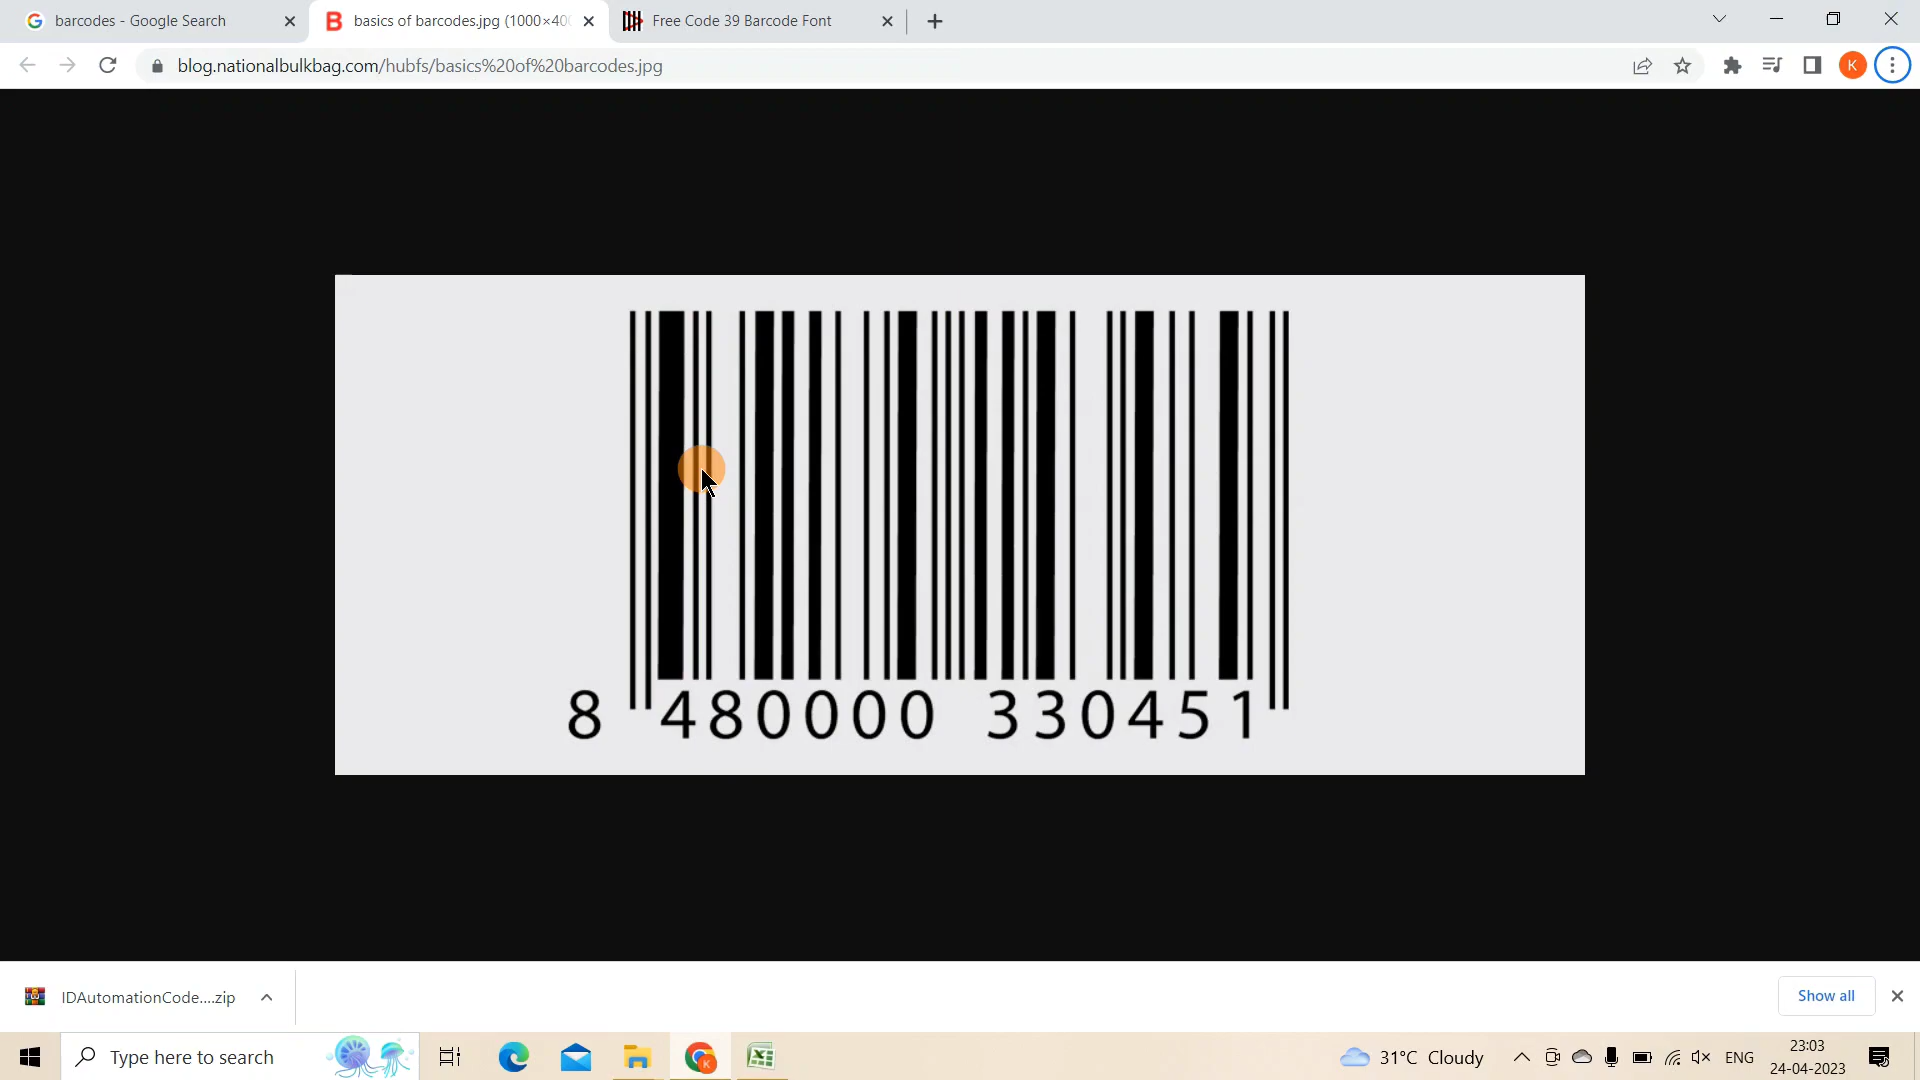 barcodes - Google Search
basics of barcodes.jpg (1000×40
Free Code 39 Barcode Font
blog.nationalbulkbag.com/hubfs/basics%20of%20barcodes.jpg
K
8 480000 330451
IDAutomationCode....zip
Show all
Type here to search
31°C Cloudy
ENG
23:03
24-04-2023